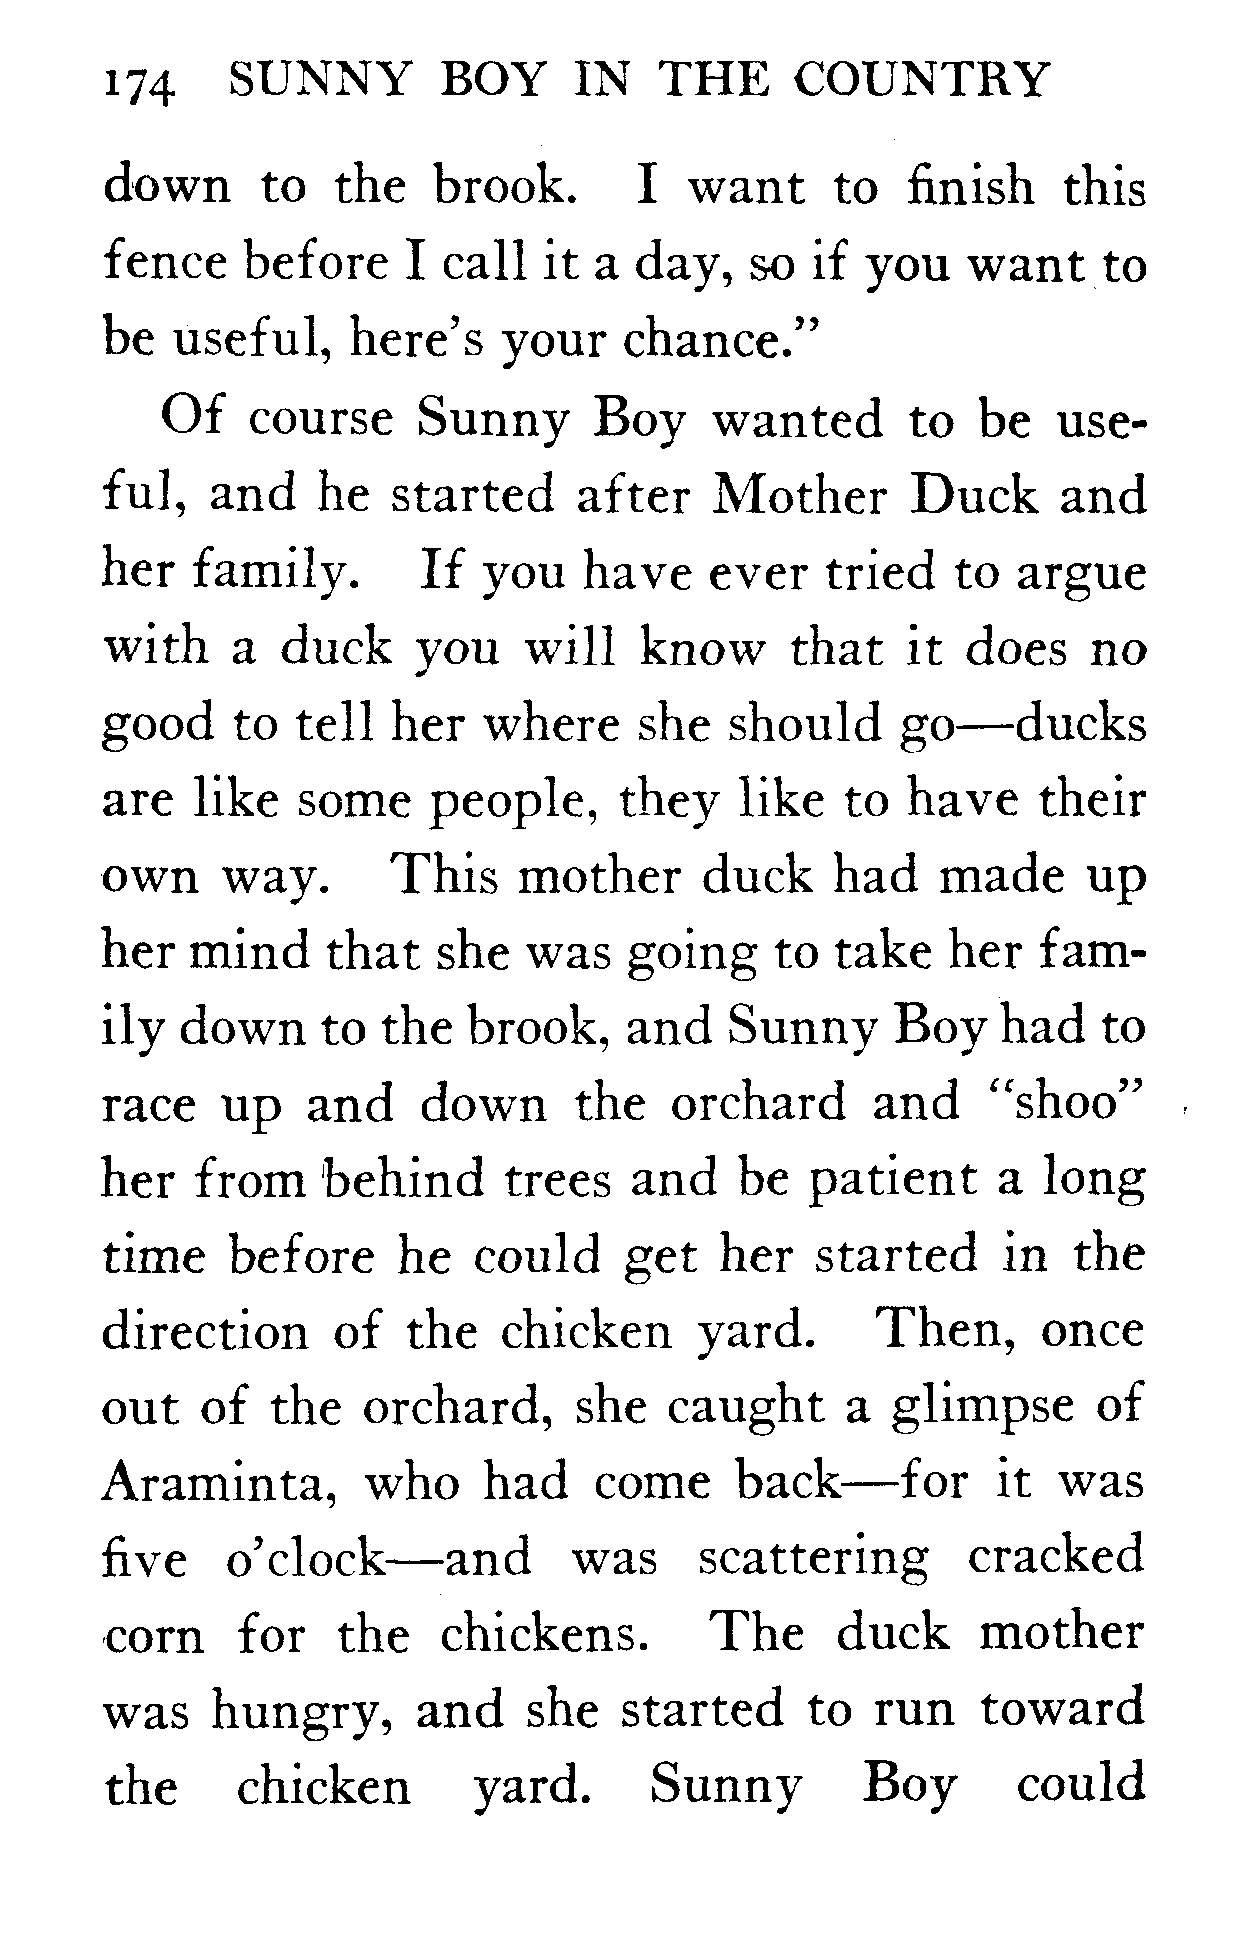 174 SUNNY BOY IN THE COUNTRY
down to the brook. I want to finish this
fence before I call it a day, so if you want to
be useful, here's your chance."
Of course Sunny Boy wanted to be use-
ful, and he started after Mother Duck and
her family. If you have ever tried to argue
with a duck you will know that it does no
good to tell her where she should go—ducks
are like some people, they like to have their
own way. This mother duck had made up
her mind that she was going to take her fam-
ily down to the brook, and Sunny Boy had to
race up and down the orchard and "shoo"
her from behind trees and be patient a long
time before he could get her started in the
direction of the chicken yard. Then, once
out of the orchard, she caught a glimpse of
Araminta, who had come back—for it was
five o'clock—and was scattering cracked
corn for the chickens. The duck mother
was hungry, and she started to run toward
the chicken yard. Sunny Boy could